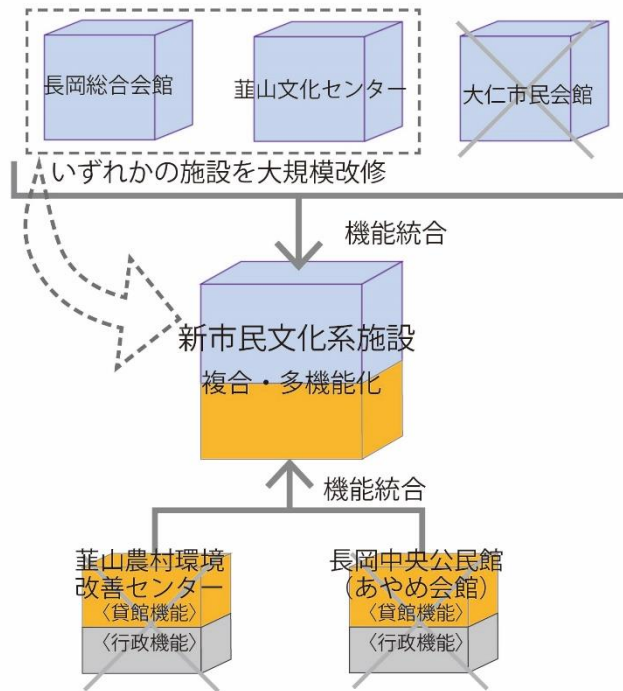 長岡総合会館
韮山文化センター
大仁市民会館
いずれかの施設を大規模改修
機能統合
新市民文化系施設
複合・多機能化
機能統合
韮山農村環境
改善センター
〈貸館機能〉
〈行政機能〉
長岡中央公民館
(あやめ会館)
〈貸館機能〉
〈行政機能〉